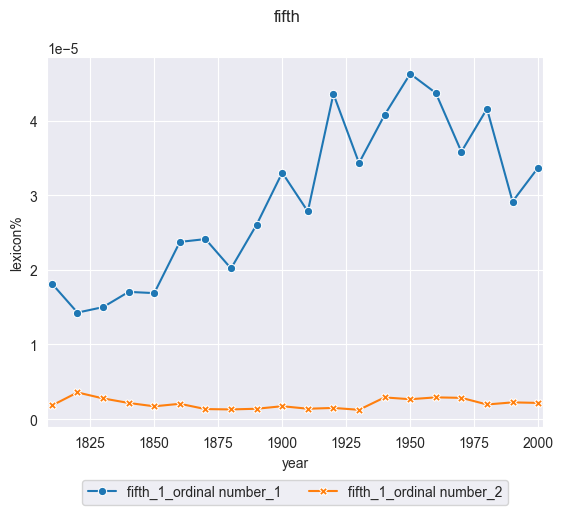 fifth
1e−5
4
3
2
1
0
lexicon%
1825 1850 1875 1900 1925 1950 1975 2000
year
fifth_1_ordinal number_1 fifth_1_ordinal number_2